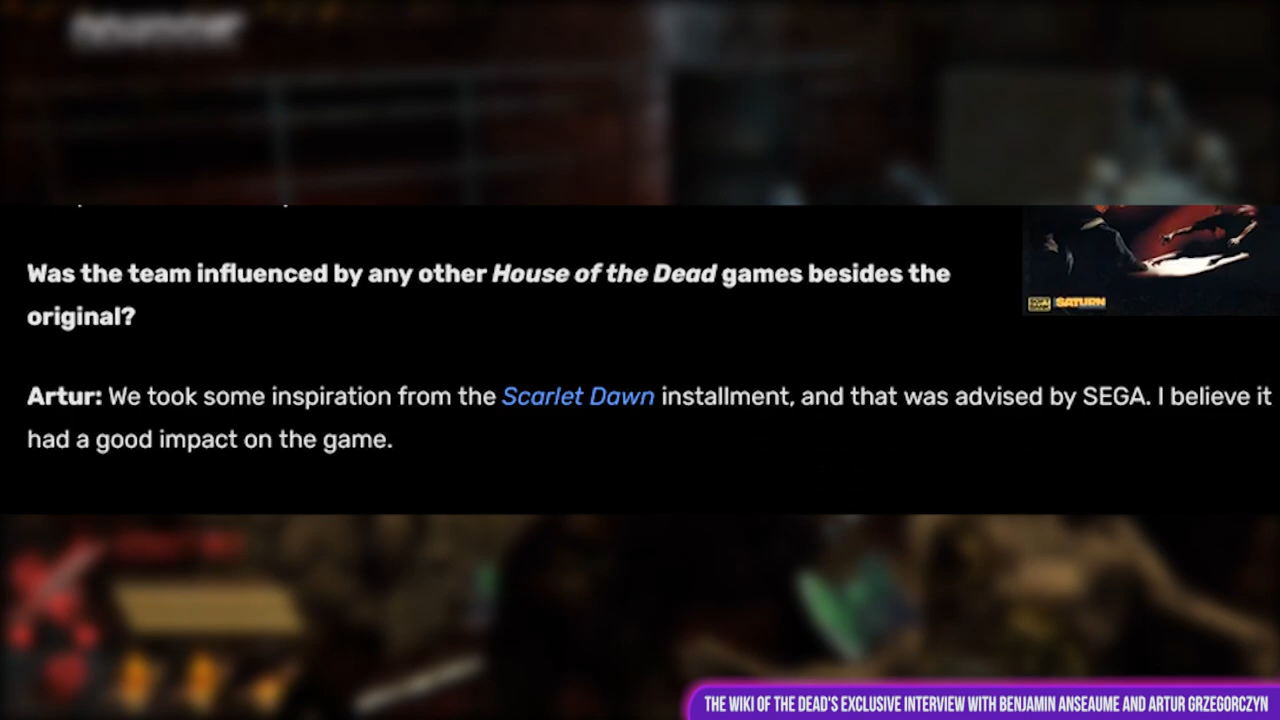 Was the team influenced by any other House of the Dead games besides the
original?
SATURN
Artur: We took some inspiration from the Scarlet Dawn installment, and that was advised by SEGA. I believe it
had a good impact on the game.
THE WIKI OF THE DEAD'S EXCLUSIVE INTERVIEW WITH BENJAMIN ANSEAUME AND ARTUR GRZEGORCZYN